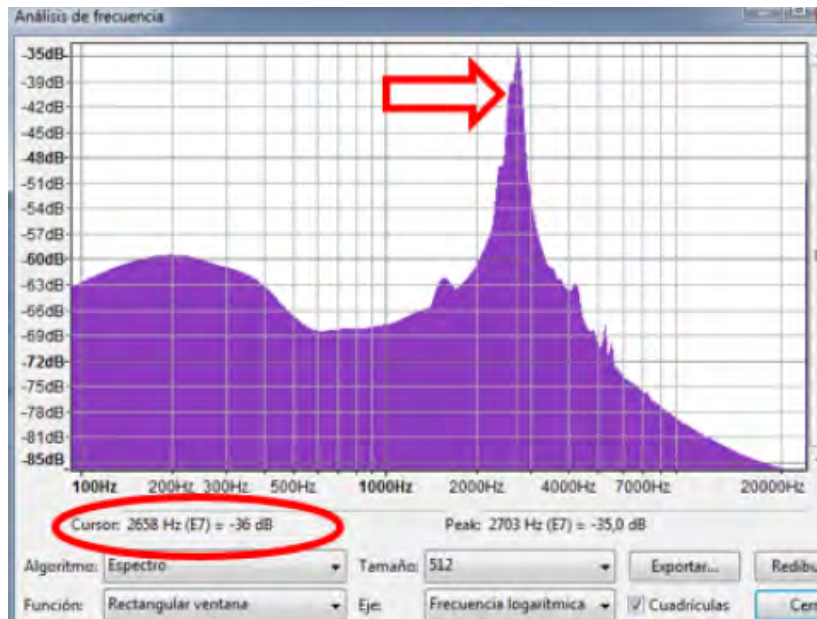 Análisis de frecuencia
-35dB
-39dB
-42dB
-45dB
-48dB
-51dB
-54dB
-57dB
-60dB
-63dB
-66dB
-69dB
-72dB
-75dB
-78dB
-81dB
-85dB
100Hz 200Hz 300Hz 500Hz 1000Hz 2000Hz 4000Hz 7000Hz 20000Hz
Cursor: 2658 Hz (E7) = -36 dB Peak: 2703 Hz (E7) = -35,0 dB
Algoritmo: Espectro Tamaño: 512 Exportar... Redibu
Función: Rectangular ventana Eje: Frecuencia logarítmica Cuadrículas Cerr